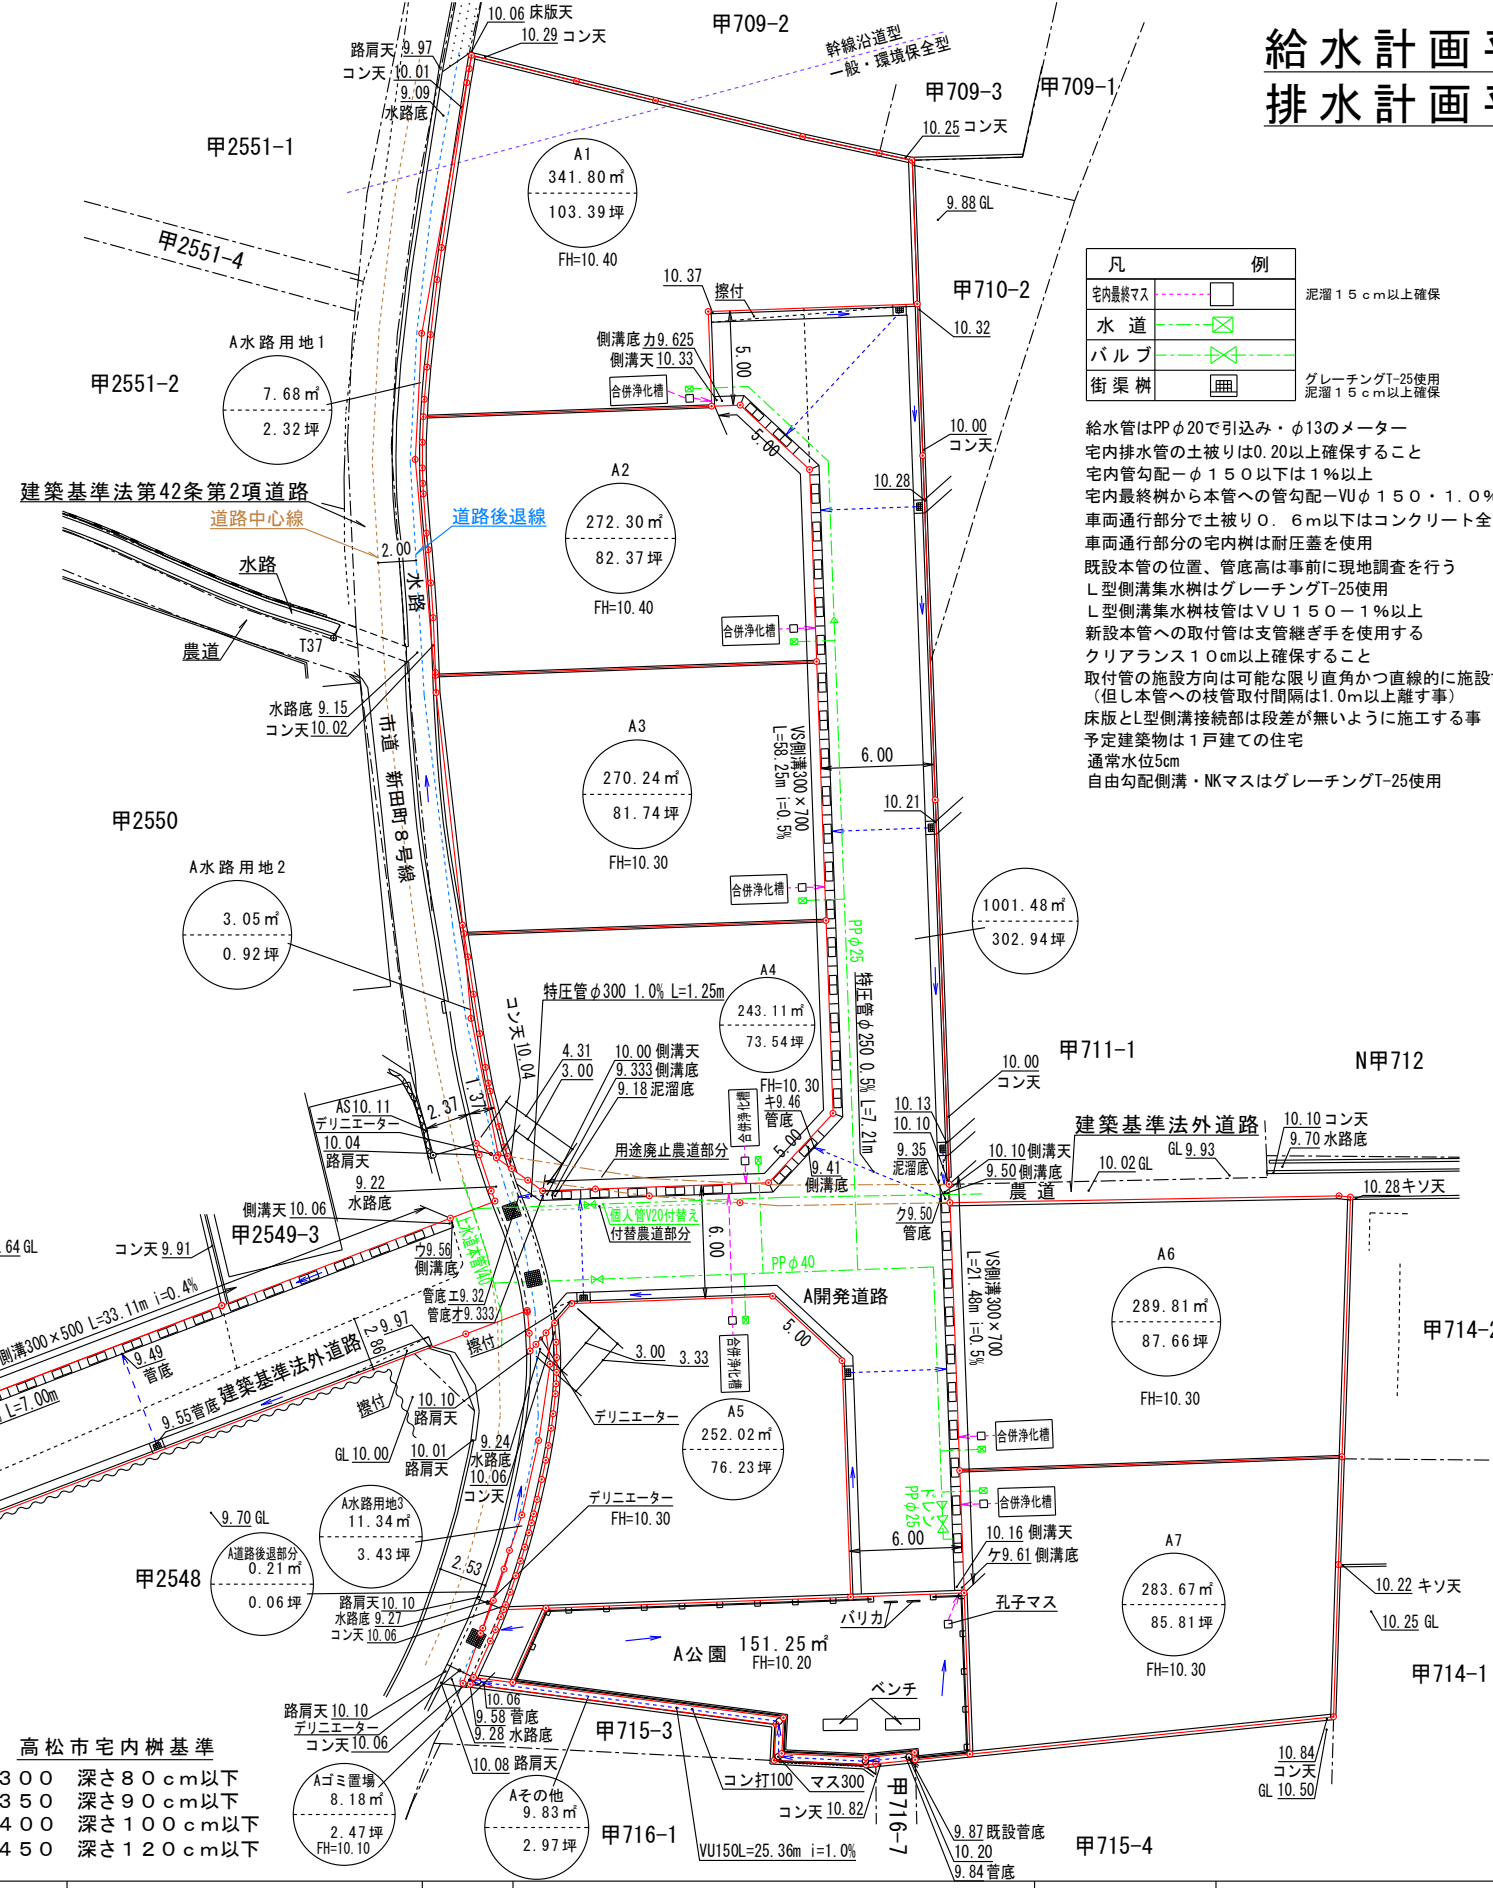 給水計画平
排水計画平
10.06 床版天
10.29 コン天
路肩天 9.97
コン天 10.01
9.09
水路底
甲709-2
幹線沿道型
一般・環境保全型
甲709-3
甲709-1
10.25 コン天
甲2551-1
甲2551-4
甲2551-2
A1
341.80㎡
103.39坪
FH=10.40
9.88 GL
甲710-2
10.37
擦付
10.32
側溝底 カ9.625
側溝天 10.33
5.00
合併浄化槽
5.00
凡 例
宅内最終マス
泥溜15cm以上確保
水道
バルブ
街渠桝
グレーチングT-25使用
泥溜15cm以上確保
給水管はPPφ20で引込み・φ13のメーター
宅内排水管の土被りは0.20以上確保すること
宅内管勾配－φ150以下は1%以上
宅内最終桝から本管への管勾配－VUφ150・1.0%
車両通行部分で土被り0.6m以下はコンクリート全
車両通行部分の宅内桝は耐圧蓋を使用
既設本管の位置、管底高は事前に現地調査を行う
L型側溝集水桝はグレーチングT-25使用
L型側溝集水桝枝管はVU150－1%以上
新設本管への取付管は支管継ぎ手を使用する
クリアランス10cm以上確保すること
取付管の施設方向は可能な限り直角かつ直線的に施設す
（但し本管への枝管取付間隔は1.0m以上離す事）
床版とL型側溝接続部は段差が無いように施工する事
予定建築物は1戸建ての住宅
通常水位5cm
自由勾配側溝・NKマスはグレーチングT-25使用
A水路用地1
7.68㎡
2.32坪
建築基準法第42条第2項道路
道路中心線
道路後退線
2.00
水路
水路
農道
T37
水路底 9.15
コン天 10.02
市道 新田町8号線
甲2550
10.00
コン天
10.28
A2
272.30㎡
82.37坪
FH=10.40
合併浄化槽
A3
270.24㎡
81.74坪
FH=10.30
VS側溝300×700
L=58.25m i=0.5%
6.00
10.21
合併浄化槽
A水路用地2
3.05㎡
0.92坪
1001.48㎡
302.94坪
PPφ25
特圧管φ250 0.5% L=7.21m
特圧管φ300 1.0% L=1.25m
コン天 10.04
A4
243.11㎡
73.54坪
FH=10.30
4.31
3.00
10.00 側溝天
9.333 側溝底
9.18 泥溜底
キ9.46
管底
合併浄化槽
5.00
9.41
側溝底
用途廃止農道部分
1.37
2.37
AS10.11
デリニエーター
10.04
路肩天
9.22
水路底
側溝天 10.06
甲2549-3
コン天 9.91
.64 GL
甲711-1
N甲712
10.00
コン天
10.13
10.10
9.35
泥溜底
建築基準法外道路
10.10 コン天
9.70 水路底
10.10 側溝天
9.50 側溝底
農道
10.02 GL
GL 9.93
10.28 キソ天
ク9.50
管底
個人管V20付替え
付替農道部分
上水道本管V40
6.00
PPφ40
A開発道路
ウ9.56
側溝底
管底 エ9.32
管底 オ9.333
擦付
側溝300×500 L=33.11m i=0.4%
9.49
管底
L=7.00m
9.55 管底
建築基準法外道路
2.86
9.97
擦付
10.10
路肩天
GL 10.00
10.01
路肩天
9.24
水路底
10.06
コン天
3.00
3.33
デリニエーター
合併浄化槽
5.00
VS側溝300×700
L=21.48m i=0.5%
A6
289.81㎡
87.66坪
FH=10.30
甲714-2
合併浄化槽
A5
252.02㎡
76.23坪
デリニエーター
FH=10.30
ドレン
PPφ25
合併浄化槽
6.00
10.16 側溝天
ケ9.61 側溝底
A7
283.67㎡
85.81坪
FH=10.30
10.22 キソ天
10.25 GL
甲714-1
A水路用地3
11.34㎡
3.43坪
9.70 GL
A道路後退部分
0.21㎡
0.06坪
甲2548
2.53
路肩天 10.10
水路底 9.27
コン天 10.06
バリカ
孔子マス
A公園 151.25㎡
FH=10.20
ベンチ
路肩天 10.10
デリニエーター
コン天 10.06
10.06
9.58 管底
9.28 水路底
10.08 路肩天
甲715-3
高松市宅内桝基準
300 深さ80cm以下
350 深さ90cm以下
400 深さ100cm以下
450 深さ120cm以下
Aゴミ置場
8.18㎡
2.47坪
FH=10.10
Aその他
9.83㎡
2.97坪
甲716-1
コン打100
マス300
コン天 10.82
VU150L=25.36m i=1.0%
甲716-7
9.87 既設管底
10.20
9.84 管底
甲715-4
10.84
コン天
GL 10.50